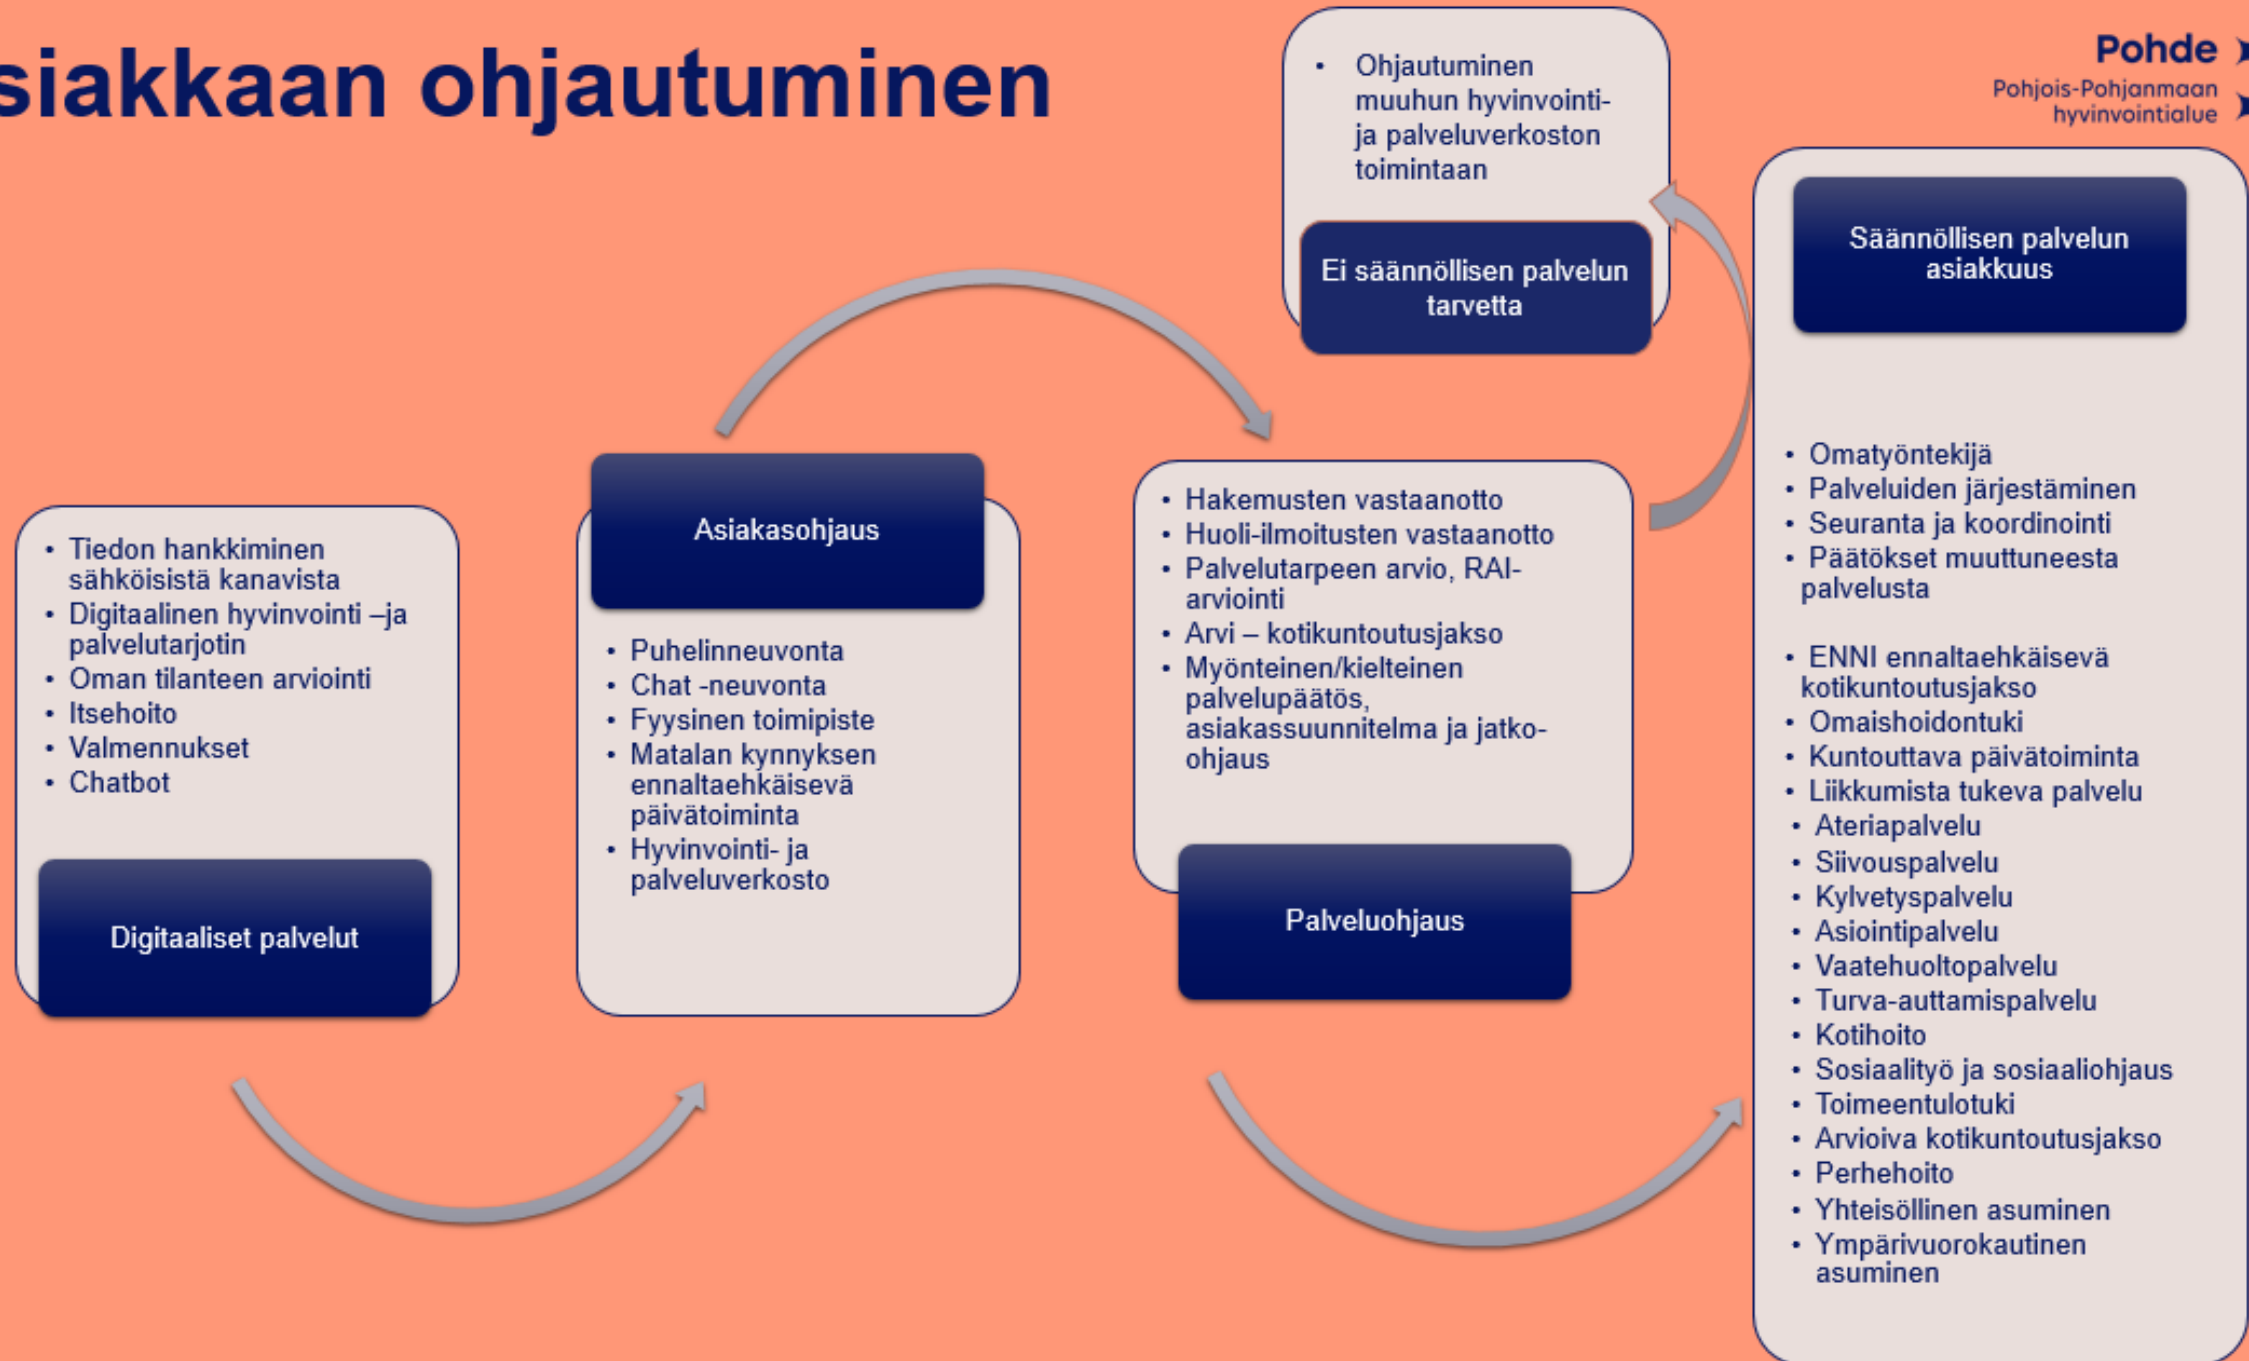 siakkaan ohjautuminen
Pohde
Pohjois-Pohjanmaan
hyvinvointialue
• Tiedon hankkiminen
sähköisistä kanavista
• Digitaalinen hyvinvointi –ja
palvelutarjotin
• Oman tilanteen arviointi
• Itsehoito
• Valmennukset
• Chatbot
Digitaaliset palvelut
Asiakasohjaus
• Puhelinneuvonta
• Chat -neuvonta
• Fyysinen toimipiste
• Matalan kynnyksen
ennaltaehkäisevä
päivätoiminta
• Hyvinvointi- ja
palveluverkosto
• Hakemusten vastaanotto
• Huoli-ilmoitusten vastaanotto
• Palvelutarpeen arvio, RAI-
arviointi
• Arvi – kotikuntoutusjakso
• Myönteinen/kielteinen
palvelupäätös,
asiakassuunnitelma ja jatko-
ohjaus
Palveluohjaus
• Ohjautuminen
muuhun hyvinvointi-
ja palveluverkoston
toimintaan
Ei säännöllisen palvelun
tarvetta
Säännöllisen palvelun
asiakkuus
• Omatyöntekijä
• Palveluiden järjestäminen
• Seuranta ja koordinointi
• Päätökset muuttuneesta
palvelusta
• ENNI ennaltaehkäisevä
kotikuntoutusjakso
• Omaishoidontuki
• Kuntouttava päivätoiminta
• Liikkumista tukeva palvelu
• Ateriapalvelu
• Siivouspalvelu
• Kylvetyspalvelu
• Asiointipalvelu
• Vaatehuoltopalvelu
• Turva-auttamispalvelu
• Kotihoito
• Sosiaalityö ja sosiaaliohjaus
• Toimeentulotuki
• Arvioiva kotikuntoutusjakso
• Perhehoito
• Yhteisöllinen asuminen
• Ympärivuorokautinen
asuminen